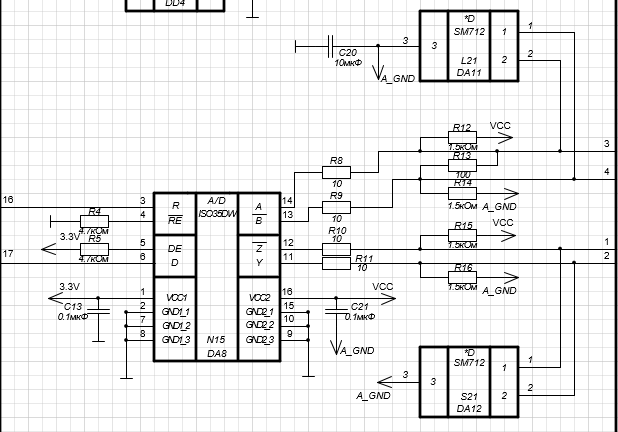 DD4
*D
SM712
3
3
1
1
2
2
L21
DA11
C20
10мкФ
A_GND
R12
VCC
1.5кОм
R13
100
R14
1.5кОм
A_GND
3
4
R8
10
R9
10
16
3
R
A/D
A
14
R4
4
RE
ISO35DW
B
13
4.7кОм
3.3V
R5
5
DE
Z
12
R10
10
R15
VCC
1.5кОм
1
17
4.7кОм
6
D
Y
11
R11
10
2
R16
1.5кОм
A_GND
3.3V
1
VCC1
VCC2
16
VCC
C13
0.1мкФ
2
GND1_1
GND2_1
15
C21
0.1мкФ
7
GND1_2
GND2_2
10
8
GND1_3
N15
GND2_3
9
DA8
A_GND
*D
SM712
3
3
1
1
2
2
A_GND
S21
DA12